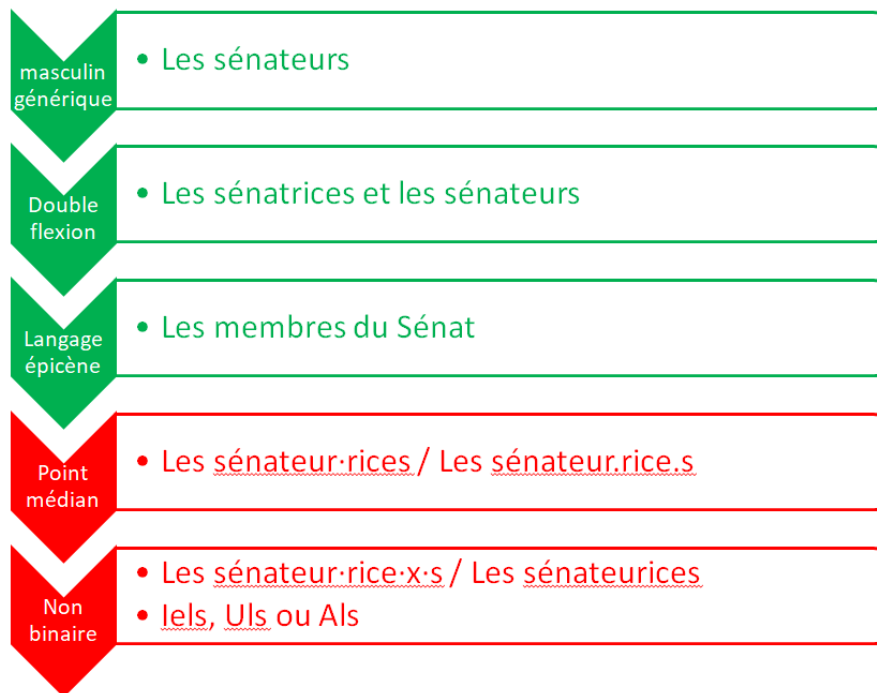 masculin
générique
• Les sénateurs
Double
flexion
• Les sénatrices et les sénateurs
Langage
épicène
• Les membres du Sénat
Point
médian
• Les sénateur·rices / Les sénateur.rice.s
Non
binaire
• Les sénateur·rice·x·s / Les sénateurices
• Iels, Uls ou Als